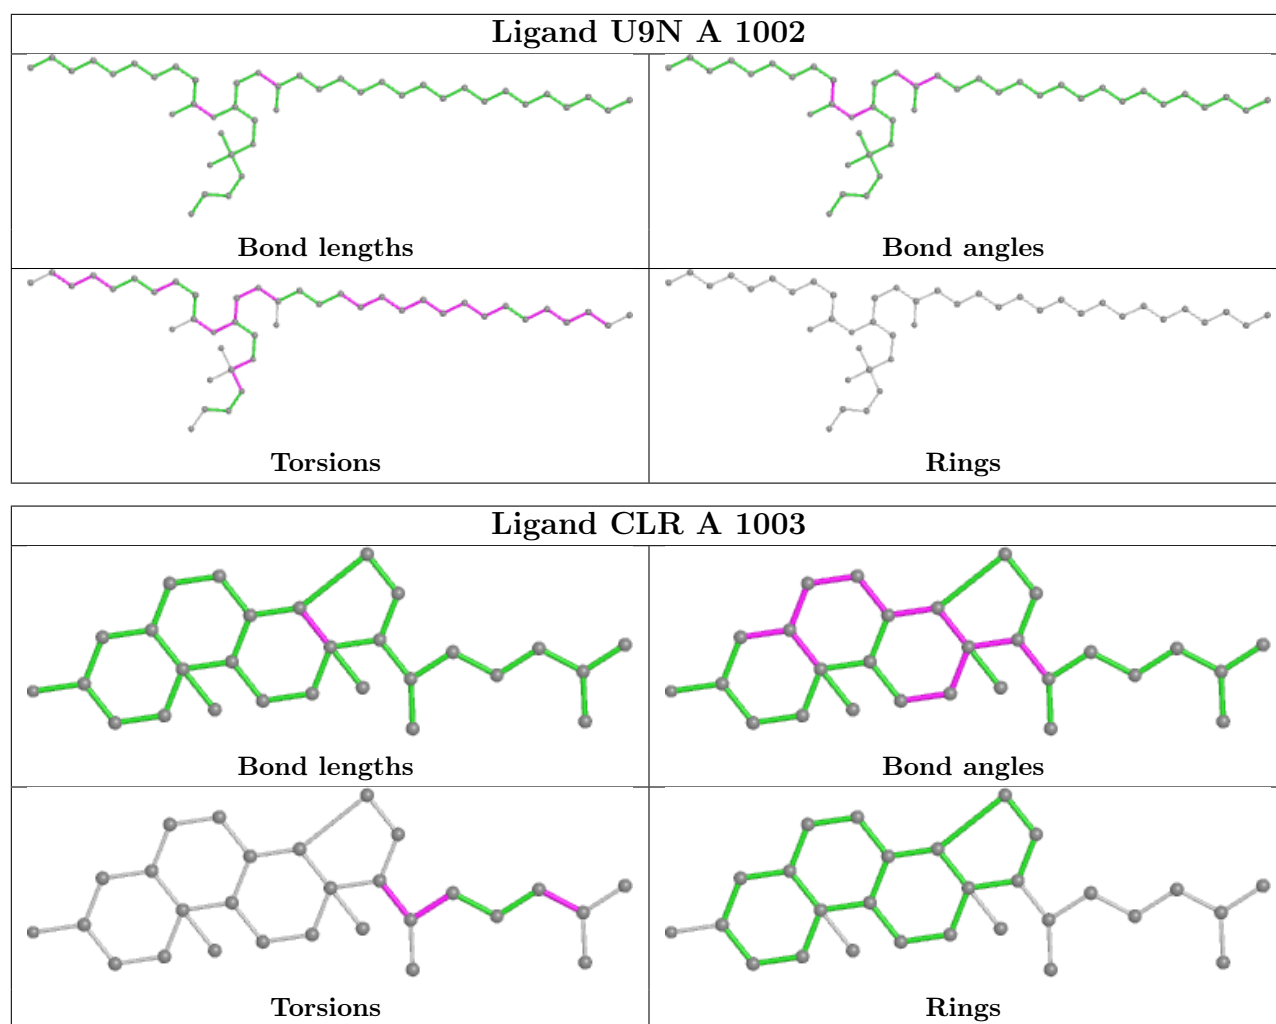 Ligand U9N A 1002
Bond lengths
Bond angles
Torsions
Rings
Ligand CLR A 1003
Bond lengths
Bond angles
Torsions
Rings